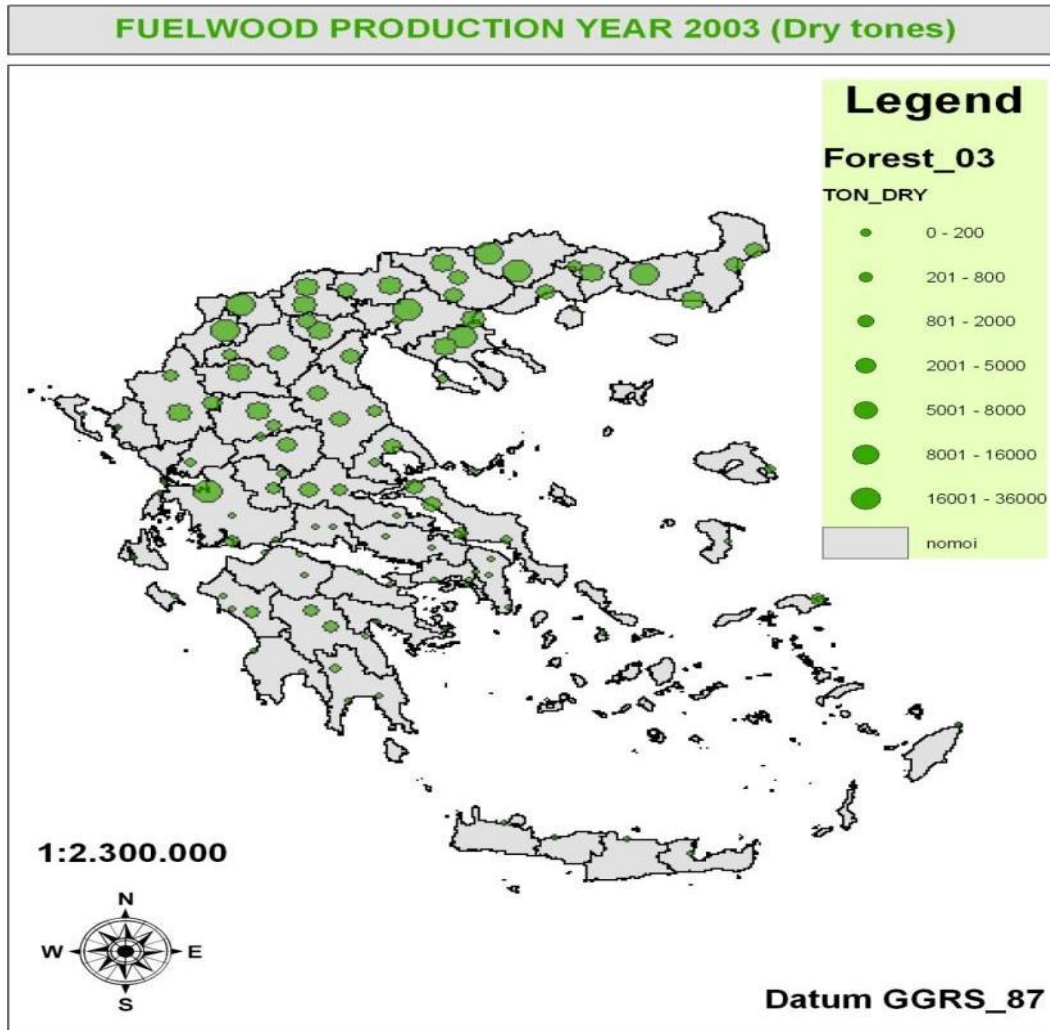 FUELWOOD PRODUCTION YEAR 2003 (Dry tones)
Legend
Forest_03
TON_DRY
0 - 200
201 - 800
801 - 2000
2001 - 5000
5001 - 8000
8001 - 16000
16001 - 36000
nomoi
1:2.300.000
N
W E
S
Datum GGRS_87